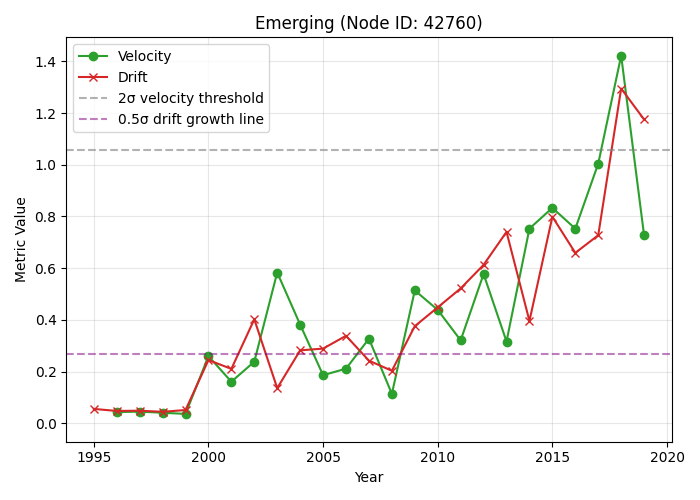 Emerging (Node ID: 42760)
Velocity
Drift
2σ velocity threshold
0.5σ drift growth line
Metric Value
1.4
1.2
1.0
0.8
0.6
0.4
0.2
0.0
1995 2000 2005 2010 2015 2020
Year